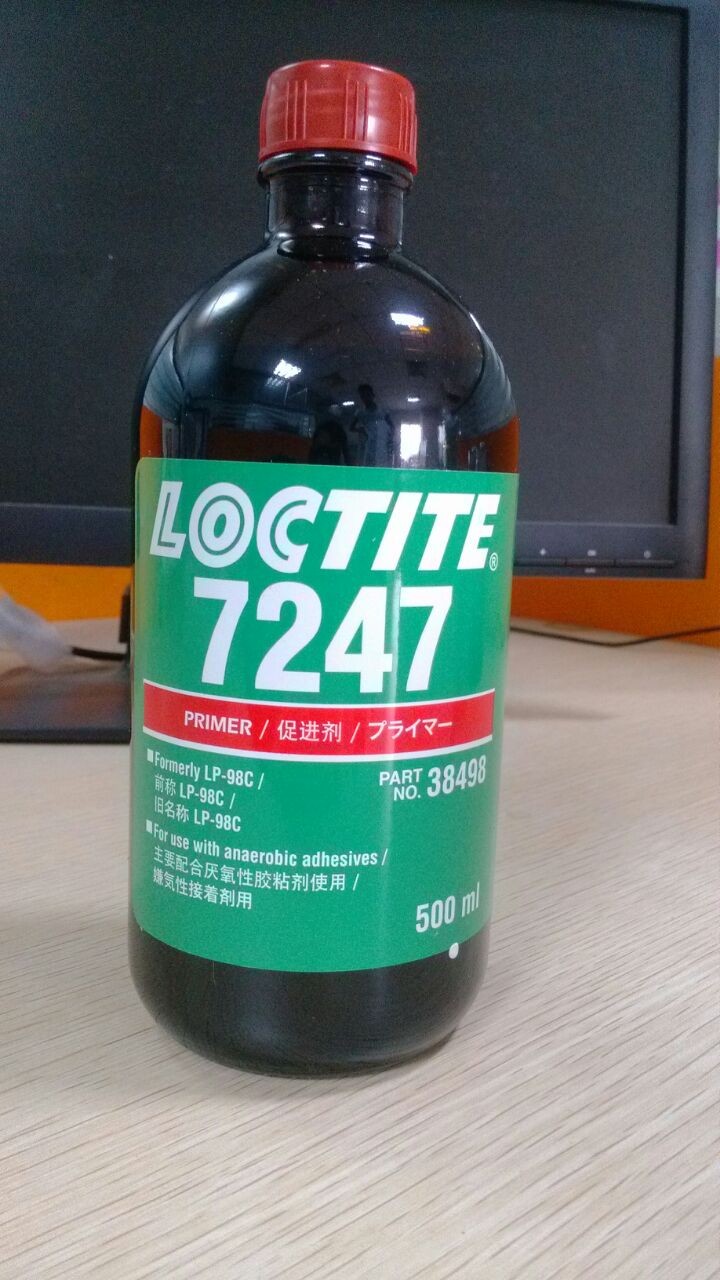 LOCTITE®
7247
PRIMER / 促进剂 / プライマー
■Formerly LP-98C /
前称 LP-98C /
旧名称 LP-98C
PART
NO. 38498
■For use with anaerobic adhesives /
主要配合厌氧性胶粘剂使用 /
嫌気性接着剤用
500 ml